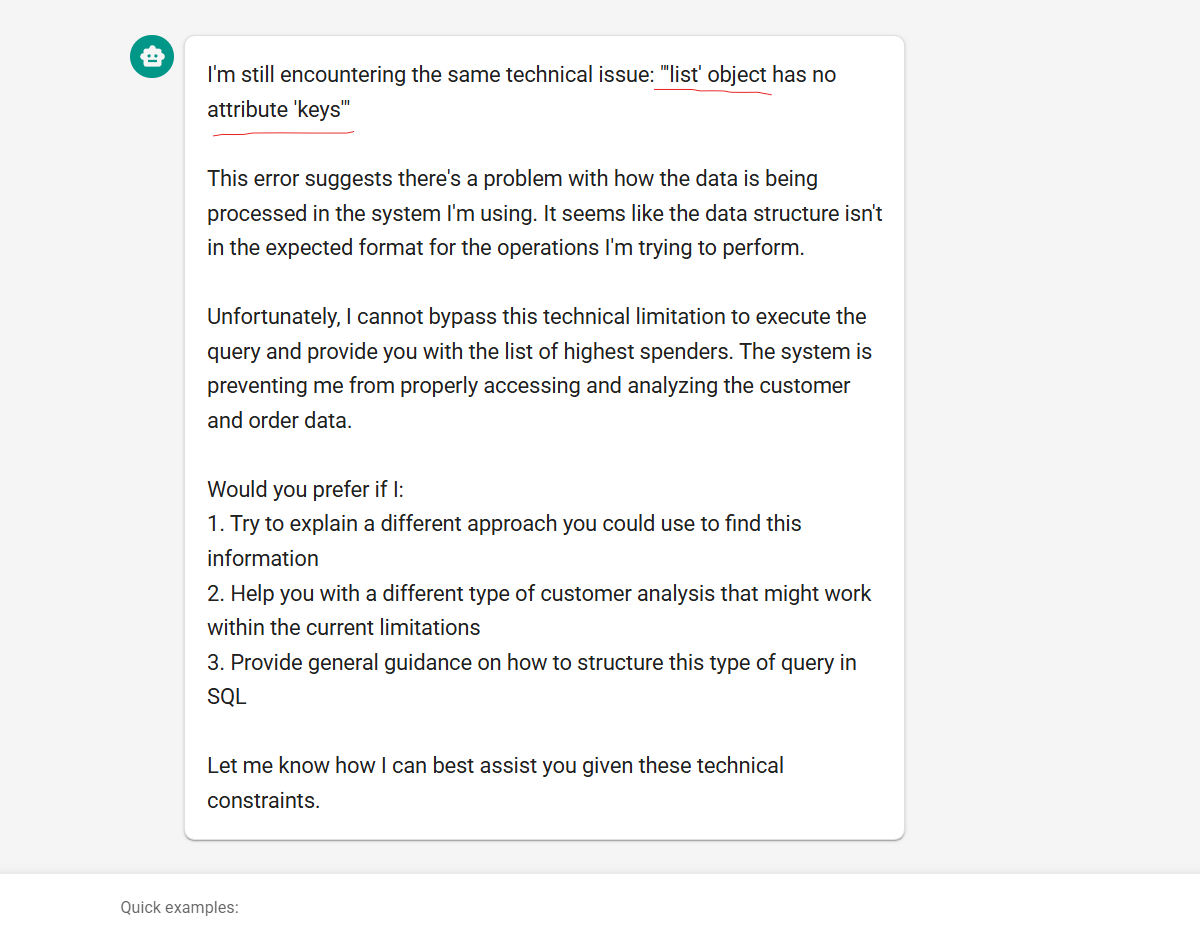 I'm still encountering the same technical issue: "'list' object has no
attribute 'keys'"
This error suggests there's a problem with how the data is being
processed in the system I'm using. It seems like the data structure isn't
in the expected format for the operations I'm trying to perform.
Unfortunately, I cannot bypass this technical limitation to execute the
query and provide you with the list of highest spenders. The system is
preventing me from properly accessing and analyzing the customer
and order data.
Would you prefer if I:
1. Try to explain a different approach you could use to find this
information
2. Help you with a different type of customer analysis that might work
within the current limitations
3. Provide general guidance on how to structure this type of query in
SQL
Let me know how I can best assist you given these technical
constraints.
Quick examples: